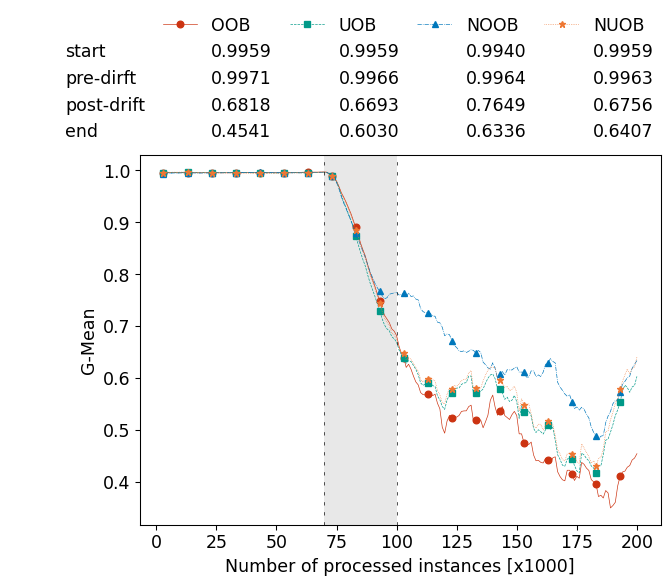 OOB UOB NOOB NUOB
start 0.9959 0.9959 0.9940 0.9959
pre-dirft 0.9971 0.9966 0.9964 0.9963
post-drift 0.6818 0.6693 0.7649 0.6756
end 0.4541 0.6030 0.6336 0.6407
1.0
0.9
0.8
0.7
0.6
0.5
0.4
G-Mean
0 25 50 75 100 125 150 175 200
Number of processed instances [x1000]